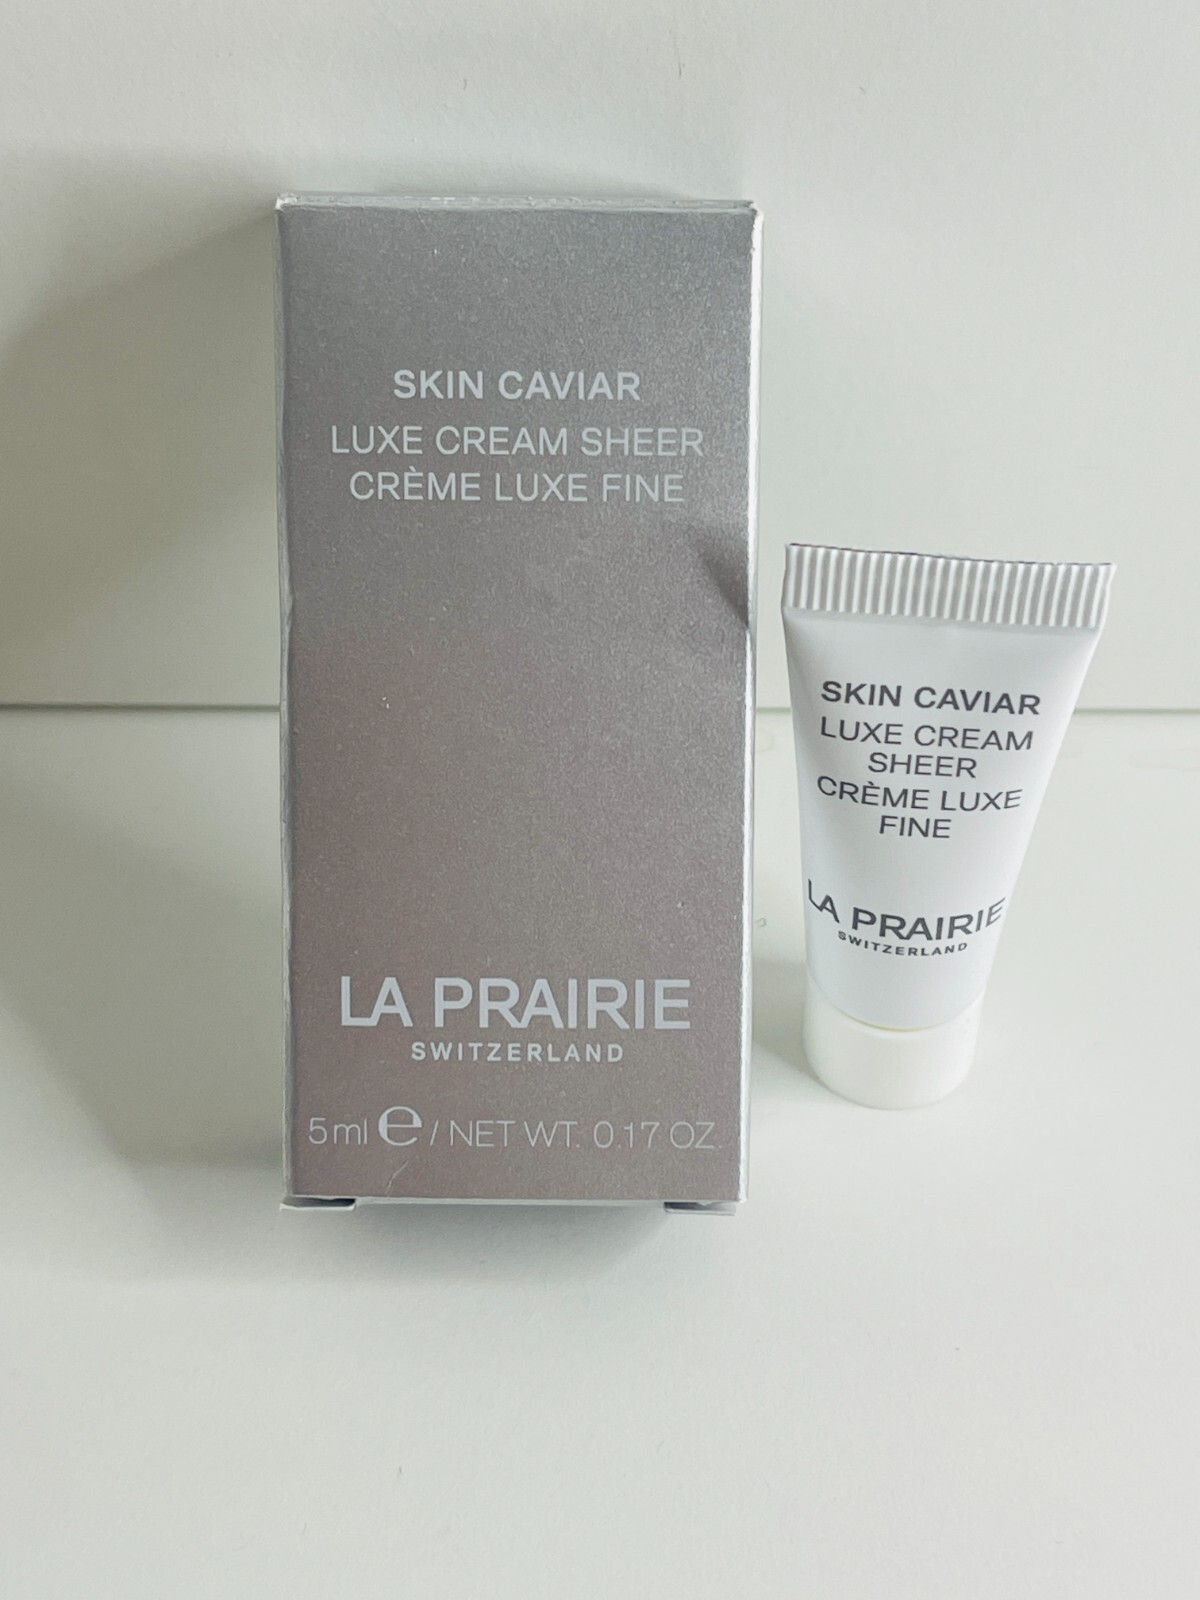 SKIN CAVIAR
LUXE CREAM SHEER
CRÈME LUXE FINE
LA PRAIRIE
SWITZERLAND
5ml e / NET WT. 0.17 OZ.
SKIN CAVIAR
LUXE CREAM
SHEER
CRÈME LUXE
FINE
LA PRAIRIE
SWITZERLAND